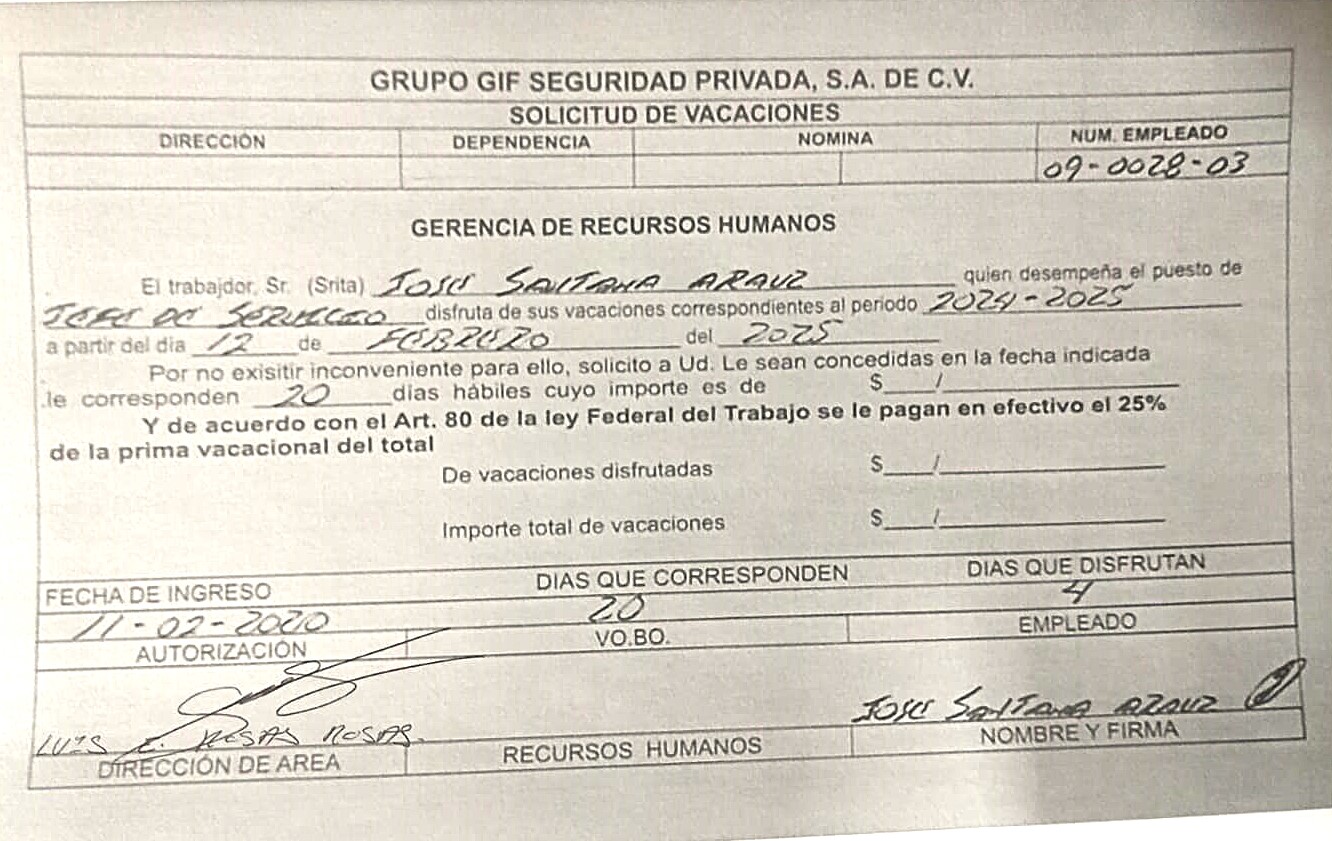 GRUPO GIF SEGURIDAD PRIVADA, S.A. DE C.V.
SOLICITUD DE VACACIONES
DIRECCIÓN DEPENDENCIA NOMINA NUM. EMPLEADO
09-0028-03
GERENCIA DE RECURSOS HUMANOS
El trabajdor, Sr. (Srita) JOSE SANTANA ARAUZ quien desempeña el puesto de
JEFE DE SERVICIO disfruta de sus vacaciones correspondientes al periodo 2024-2025
a partir del dia 12 de FEBRERO del 2025
Por no exisitir inconveniente para ello, solicito a Ud. Le sean concedidas en la fecha indicada
le corresponden 20 días hábiles cuyo importe es de $ /
Y de acuerdo con el Art. 80 de la ley Federal del Trabajo se le pagan en efectivo el 25%
de la prima vacacional del total
De vacaciones disfrutadas $ /
Importe total de vacaciones $ /
FECHA DE INGRESO DIAS QUE CORRESPONDEN DIAS QUE DISFRUTAN
11-02-2020 20 4
AUTORIZACIÓN VO.BO. EMPLEADO
LUIS E. ROSAS ROSAS. JOSE SANTANA ARAUZ
DIRECCIÓN DE AREA RECURSOS HUMANOS NOMBRE Y FIRMA